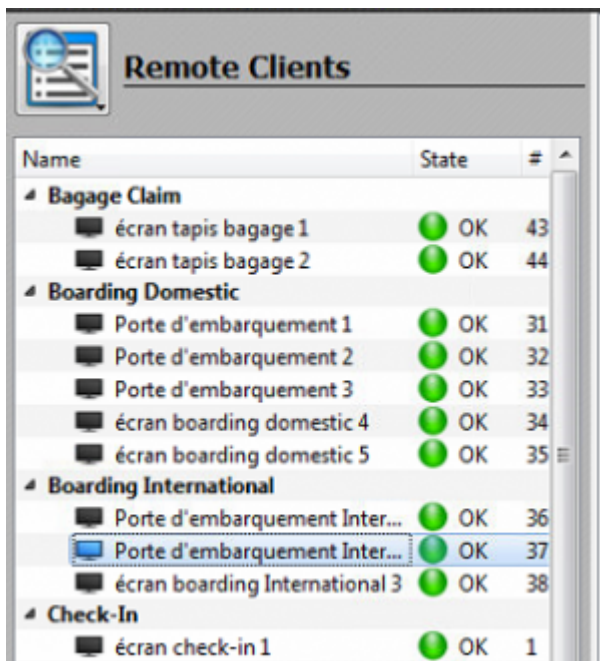 Remote Clients
Name State #
Bagage Claim
écran tapis bagage 1 OK 43
écran tapis bagage 2 OK 44
Boarding Domestic
Porte d'embarquement 1 OK 31
Porte d'embarquement 2 OK 32
Porte d'embarquement 3 OK 33
écran boarding domestic 4 OK 34
écran boarding domestic 5 OK 35
Boarding International
Porte d'embarquement Inter... OK 36
Porte d'embarquement Inter... OK 37
écran boarding International 3 OK 38
Check-In
écran check-in 1 OK 1